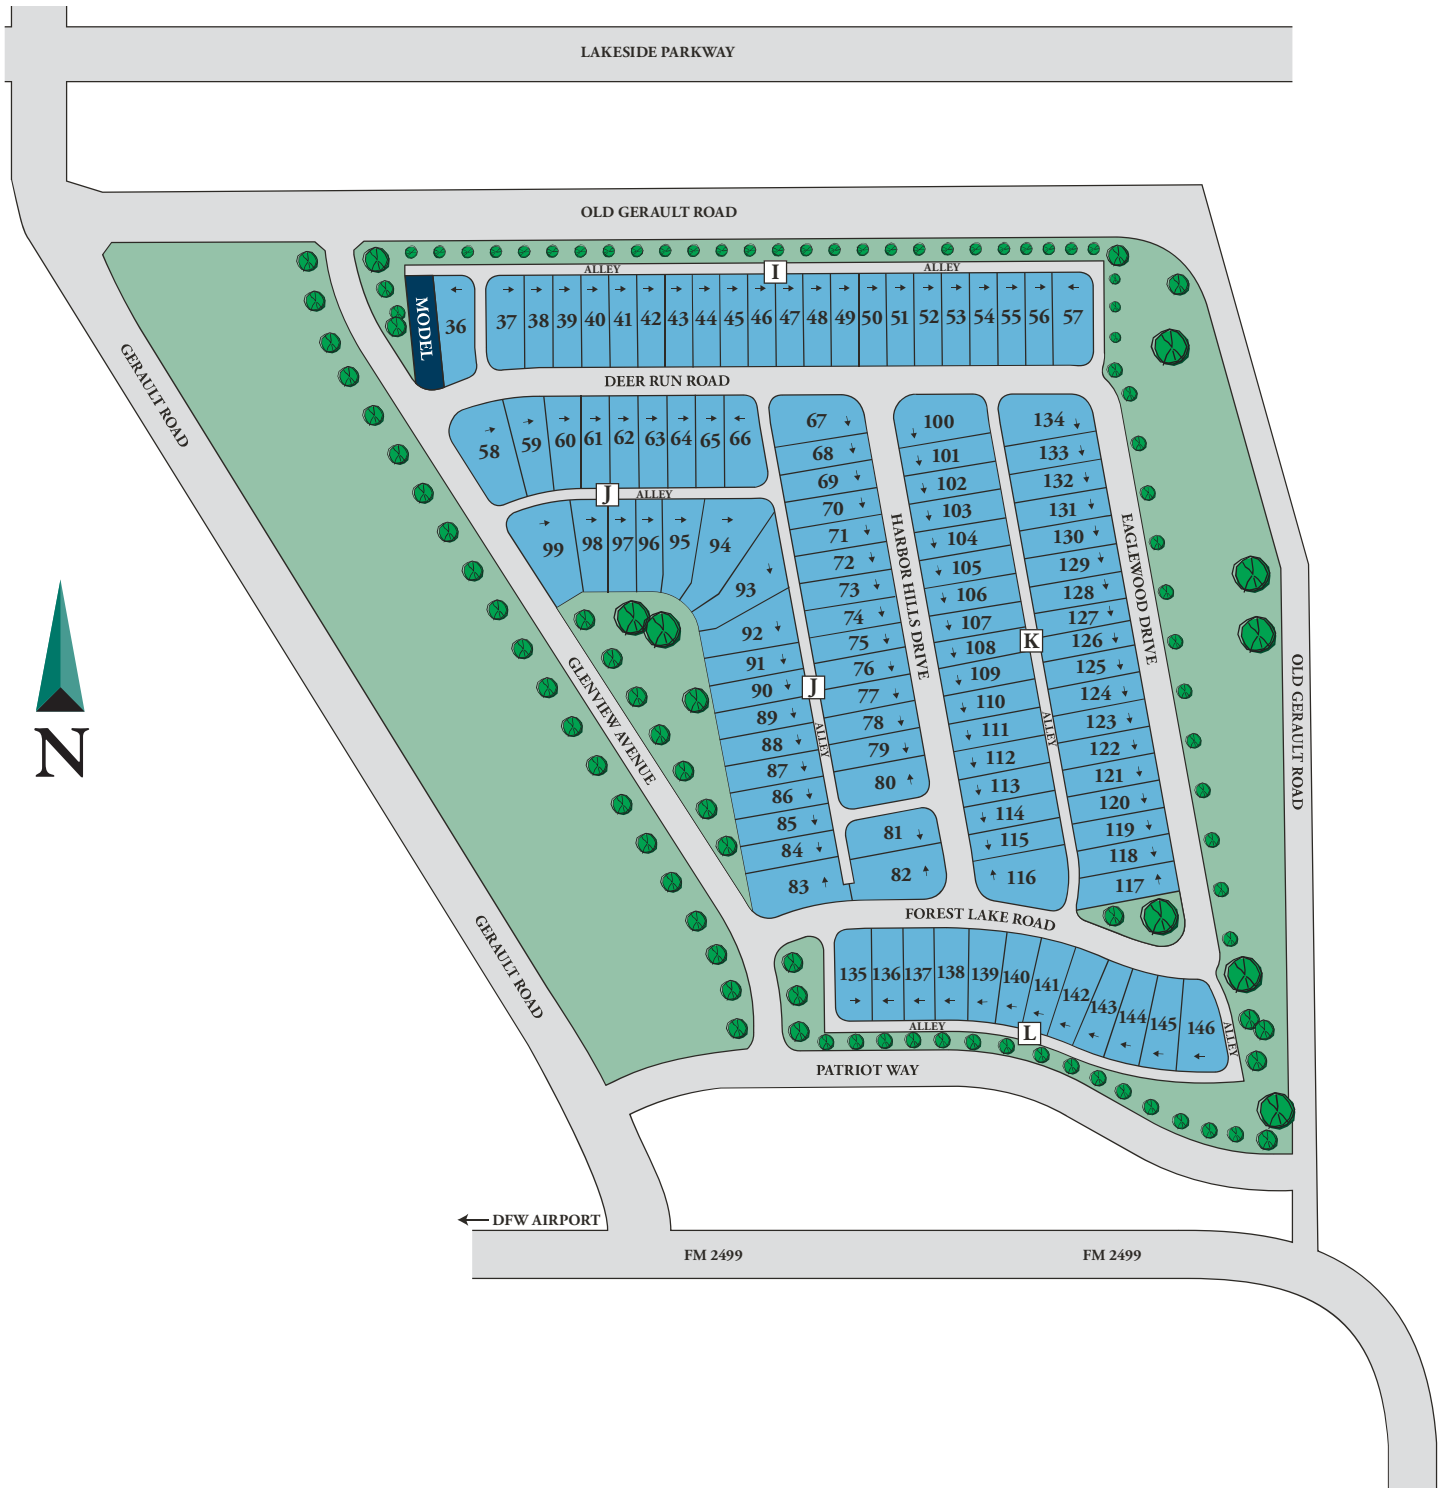 LAKESIDE PARKWAY
OLD GERAULT ROAD
ALLEY I ALLEY
MODEL 36 37 38 39 40 41 42 43 44 45 46 47 48 49 50 51 52 53 54 55 56 57
DEER RUN ROAD
GERAULT ROAD
58 59 60 61 62 63 64 65 66
J ALLEY
99 98 97 96 95 94 93
92
91
90
89
88
87
86
85
84
83
67
68
69
70
71
72
73
74
75
76
77
78
79
80
81
82
J
ALLEY
HARBOR HILLS DRIVE
100
101
102
103
104
105
106
107
108
109
110
111
112
113
114
115
116
K
ALLEY
134
133
132
131
130
129
128
127
126
125
124
123
122
121
120
119
118
117
EAGLEWOOD DRIVE
OLD GERAULT ROAD
GLENVIEW AVENUE
N
GERAULT ROAD
FOREST LAKE ROAD
135 136 137 138 139 140 141 142 143 144 145 146
ALLEY L ALLEY
PATRIOT WAY
DFW AIRPORT
FM 2499 FM 2499